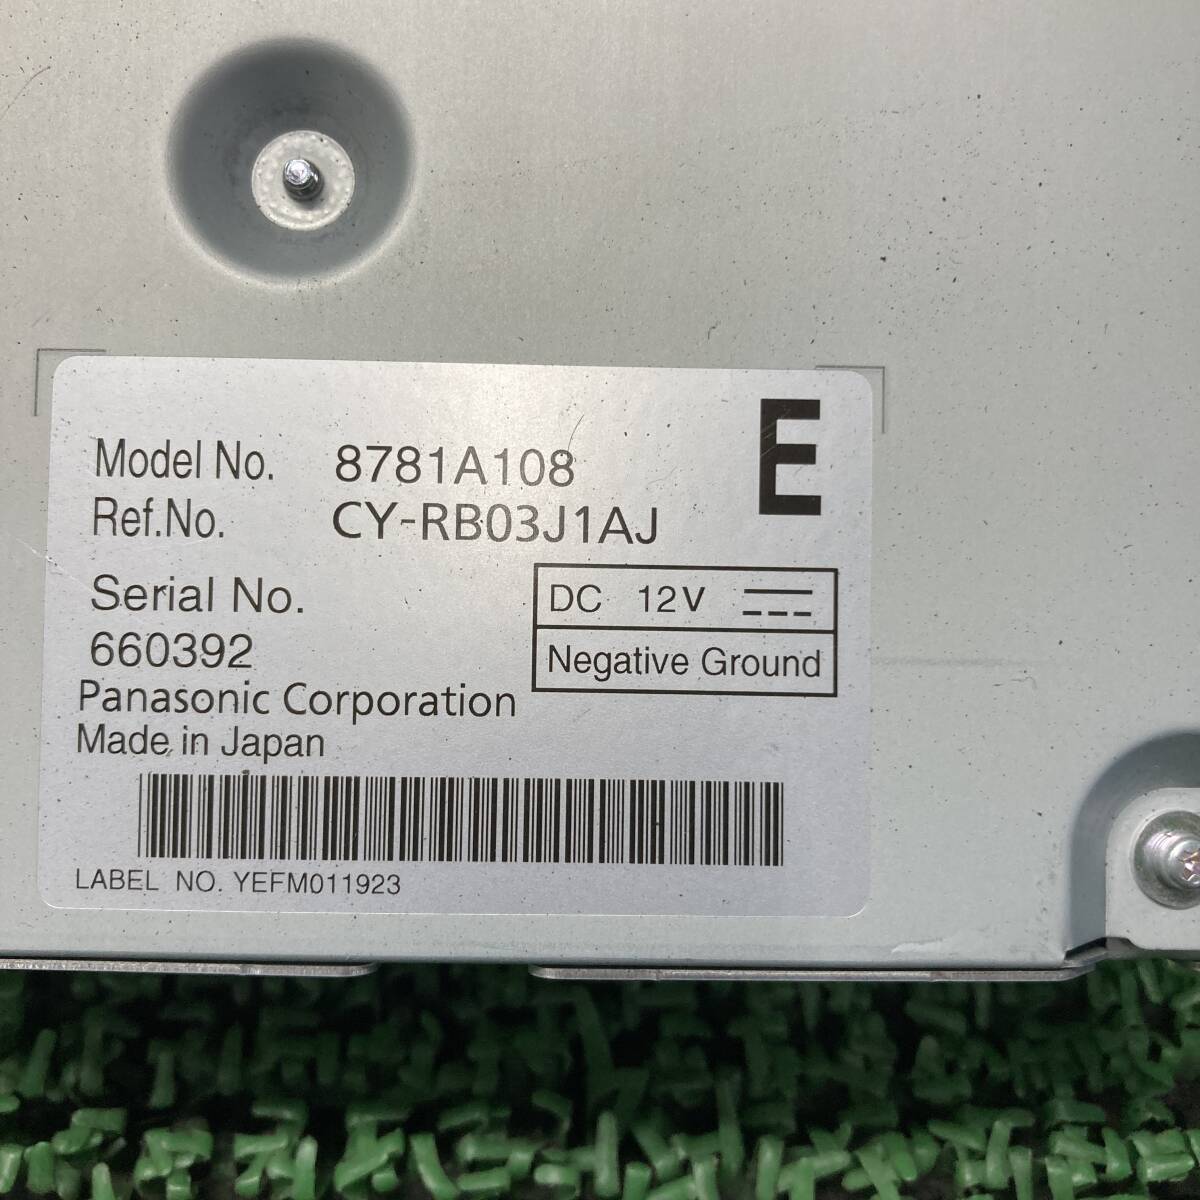 E
Model No. 8781A108
Ref.No. CY-RB03J1AJ
Serial No.
660392
DC 12V
Negative Ground
Panasonic Corporation
Made in Japan
LABEL NO. YEFM011923